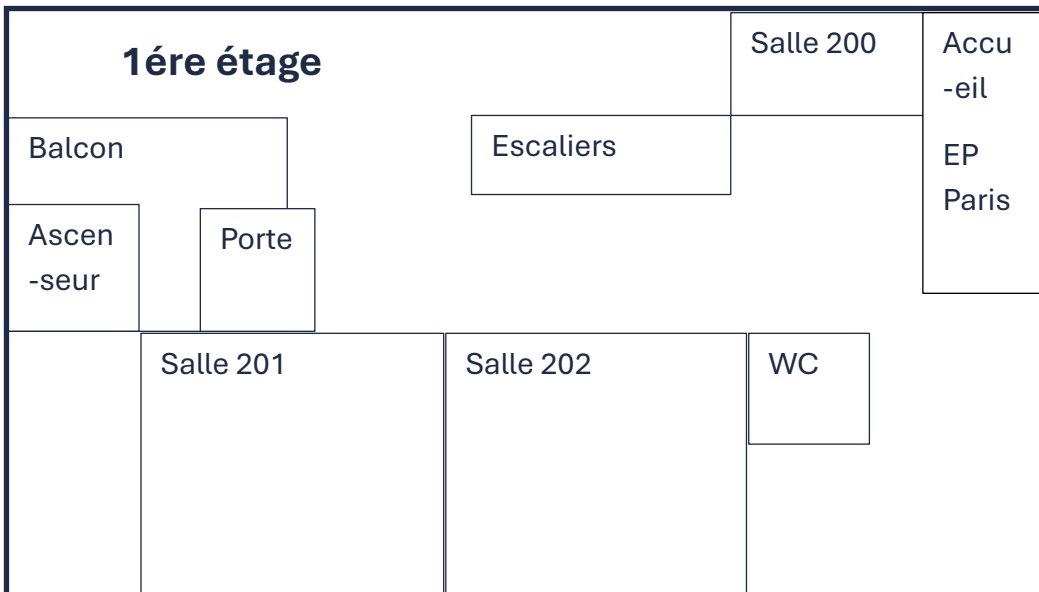 1ére étage
Salle 200
Accu
-eil
EP
Paris
Balcon
Escaliers
Ascen
-seur
Porte
Salle 201
Salle 202
WC